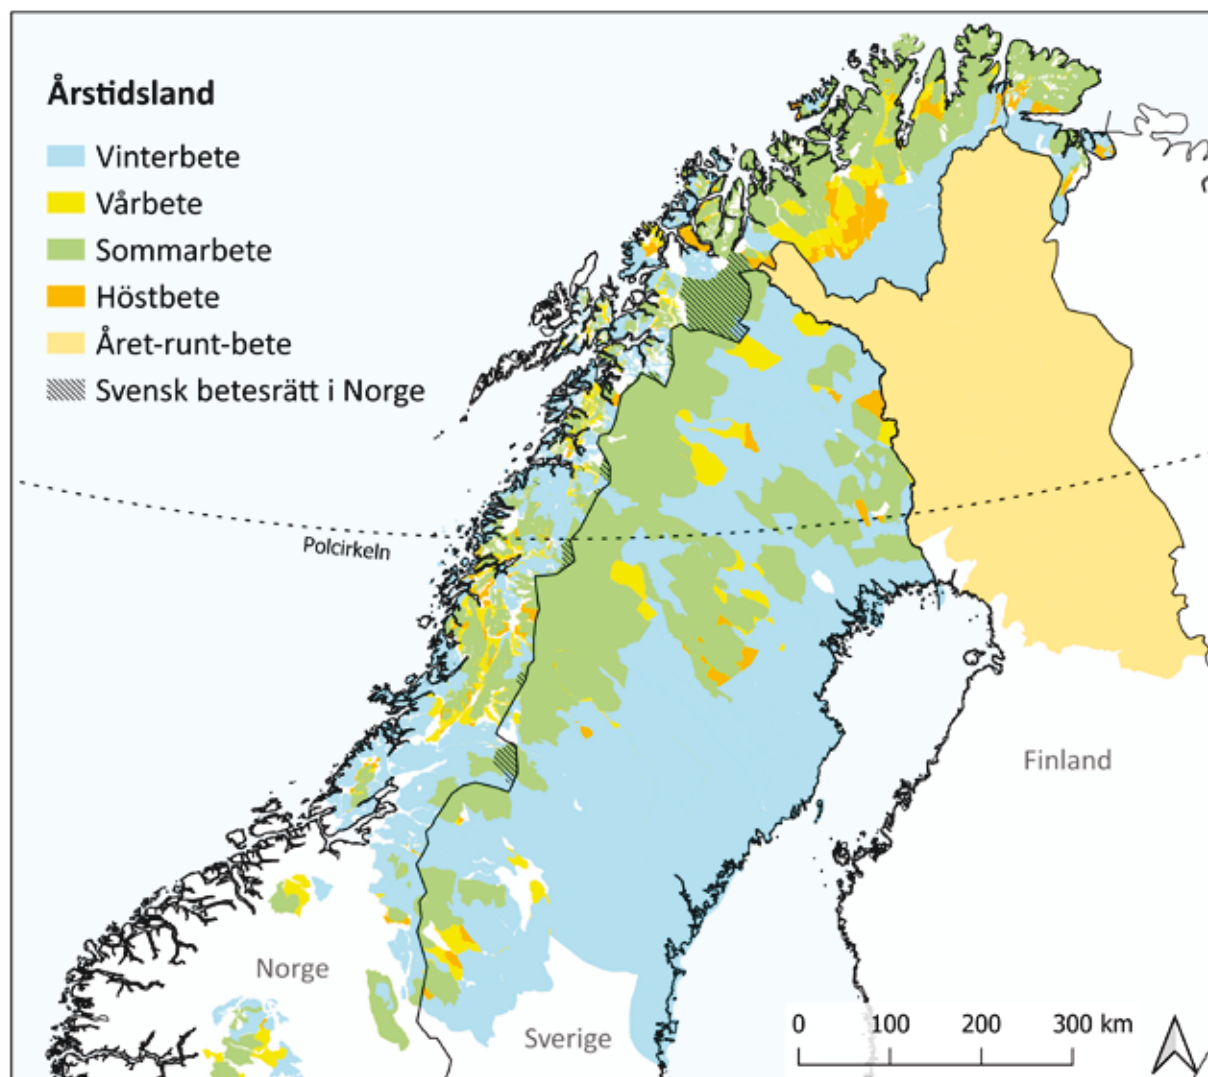 Årstidsland
Vinterbete
Vårbete
Sommarbete
Höstbete
Året-runt-bete
Svensk betesrätt i Norge
Polcirkeln
Finland
Norge
Sverige
0 100 200 300 km